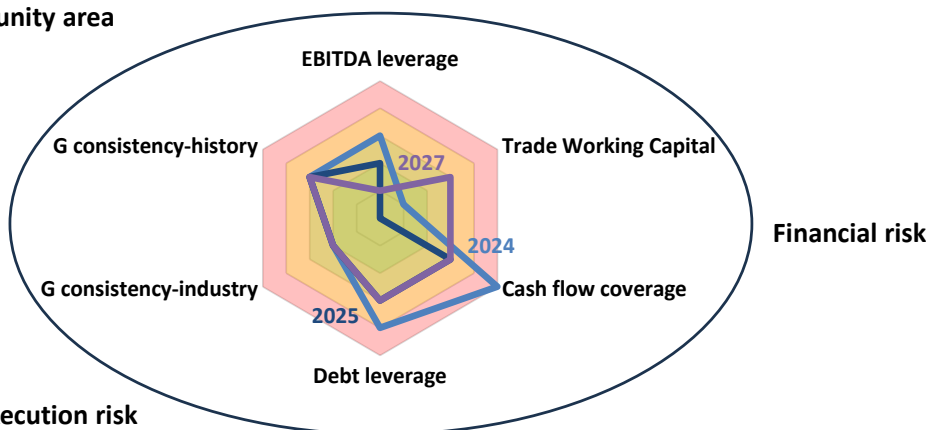 unity area
EBITDA leverage
G consistency-history
Trade Working Capital
2027
Financial risk
2024
G consistency-industry
Cash flow coverage
2025
Debt leverage
ecution risk